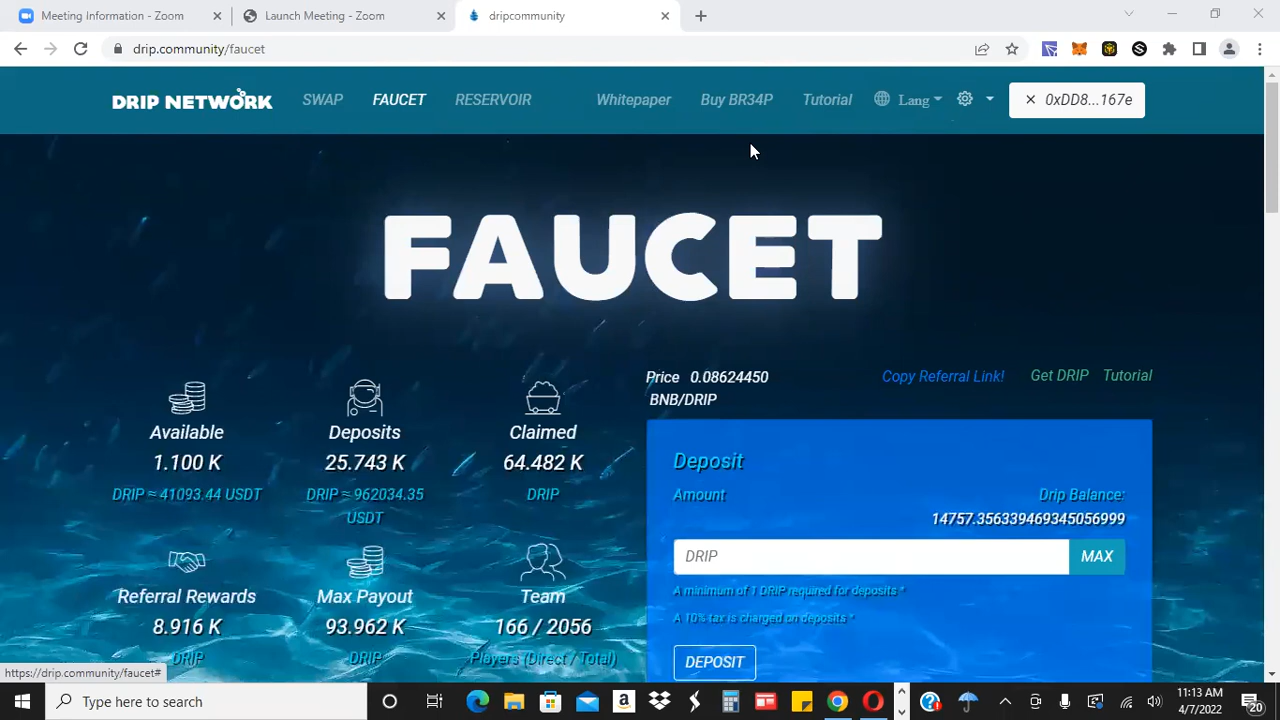 Meeting Information - Zoom
Launch Meeting - Zoom
dripcommunity
drip.community/faucet
DRIP NETWORK SWAP FAUCET RESERVOIR Whitepaper Buy BR34P Tutorial Lang 0xDD8...167e
FAUCET
Available
1.100 K
DRIP ≈ 41093.44 USDT
Deposits
25.743 K
DRIP ≈ 962034.35
USDT
Claimed
64.482 K
DRIP
Referral Rewards
8.916 K
DRIP
Max Payout
93.962 K
DRIP
Team
166 / 2056
Players (Direct / Total)
Price 0.08624450
BNB/DRIP
Copy Referral Link! Get DRIP Tutorial
Deposit
Amount
Drip Balance:
14757.356339469345056999
DRIP MAX
A minimum of 1 DRIP required for deposits *
A 10% tax is charged on deposits *
DEPOSIT
https://drip.community/faucet#
Type here to search
11:13 AM
4/7/2022
20